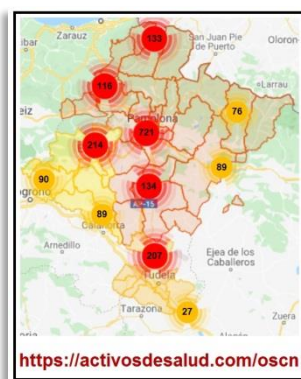 Zarauz
133
San Juan Pie
de Puerto
Oloron-
116
Larrau
76
Pamplona
721
214
89
90
134
89
A-15
Calahorra
Arnedillo
207
Ejea de los
Caballeros
Tudela
Tarazona
27
Zuera
https://activosdesalud.com/oscn